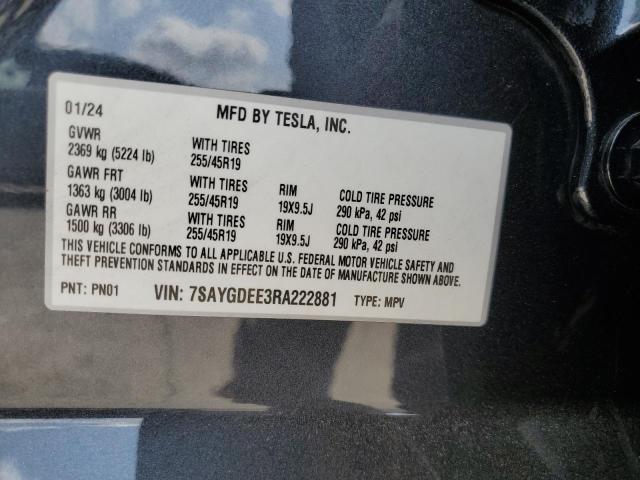 01/24 MFD BY TESLA, INC.
GVWR
2369 kg (5224 lb) WITH TIRES 255/45R19
GAWR FRT
1363 kg (3004 lb) WITH TIRES 255/45R19 RIM 19X9.5J COLD TIRE PRESSURE 290 kPa, 42 psi
GAWR RR
1500 kg (3306 lb) WITH TIRES 255/45R19 RIM 19X9.5J COLD TIRE PRESSURE 290 kPa, 42 psi
THIS VEHICLE CONFORMS TO ALL APPLICABLE U.S. FEDERAL MOTOR VEHICLE SAFETY AND
THEFT PREVENTION STANDARDS IN EFFECT ON THE DATE OF MANUFACTURE SHOWN ABOVE.
PNT: PN01 VIN: 7SAYGDEE3RA222881 TYPE: MPV